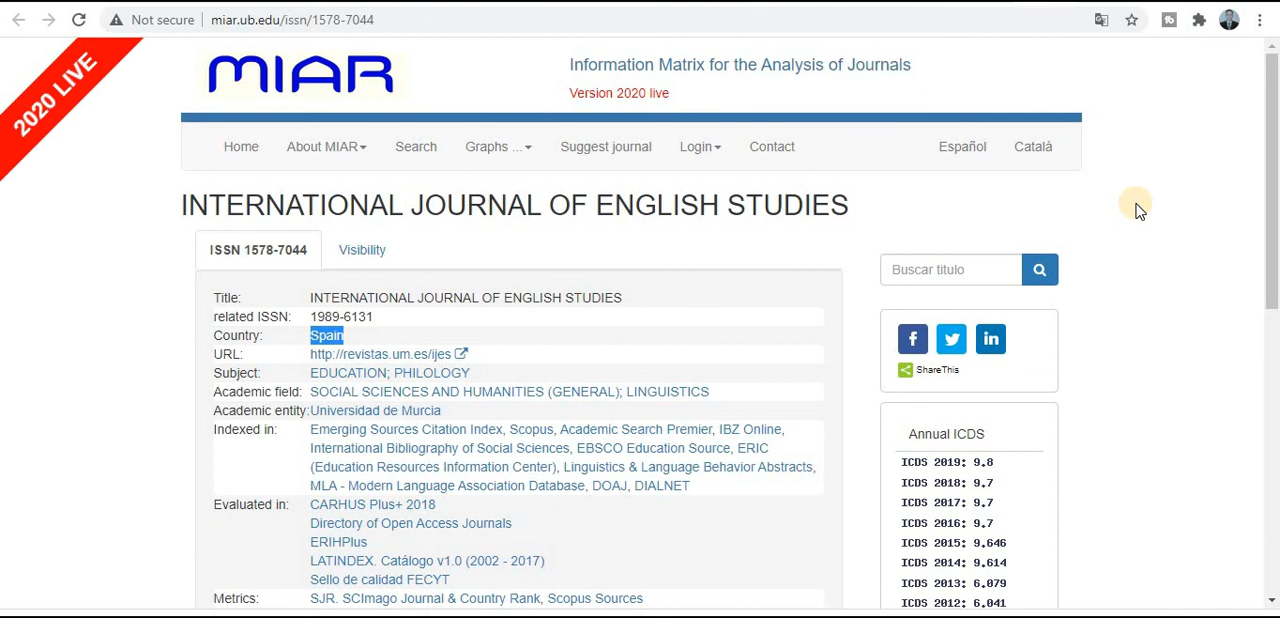 Not secure
miar.ub.edu/issn/1578-7044
2020 LIVE
MIAR
Information Matrix for the Analysis of Journals
Version 2020 live
Home About MIAR Search Graphs ... Suggest journal Login Contact Español Català
INTERNATIONAL JOURNAL OF ENGLISH STUDIES
ISSN 1578-7044 Visibility
Buscar titulo
Title: INTERNATIONAL JOURNAL OF ENGLISH STUDIES
related ISSN: 1989-6131
Country: Spain
URL: http://revistas.um.es/ijes
Subject: EDUCATION; PHILOLOGY
Academic field: SOCIAL SCIENCES AND HUMANITIES (GENERAL); LINGUISTICS
Academic entity: Universidad de Murcia
Indexed in: Emerging Sources Citation Index, Scopus, Academic Search Premier, IBZ Online,
International Bibliography of Social Sciences, EBSCO Education Source, ERIC
(Education Resources Information Center), Linguistics & Language Behavior Abstracts,
MLA - Modern Language Association Database, DOAJ, DIALNET
Evaluated in: CARHUS Plus+ 2018
Directory of Open Access Journals
ERIHPlus
LATINDEX. Catálogo v1.0 (2002 - 2017)
Sello de calidad FECYT
Metrics: SJR. SCImago Journal & Country Rank, Scopus Sources
f in
ShareThis
Annual ICDS
ICDS 2019: 9.8
ICDS 2018: 9.7
ICDS 2017: 9.7
ICDS 2016: 9.7
ICDS 2015: 9.646
ICDS 2014: 9.614
ICDS 2013: 6.079
ICDS 2012: 6.041